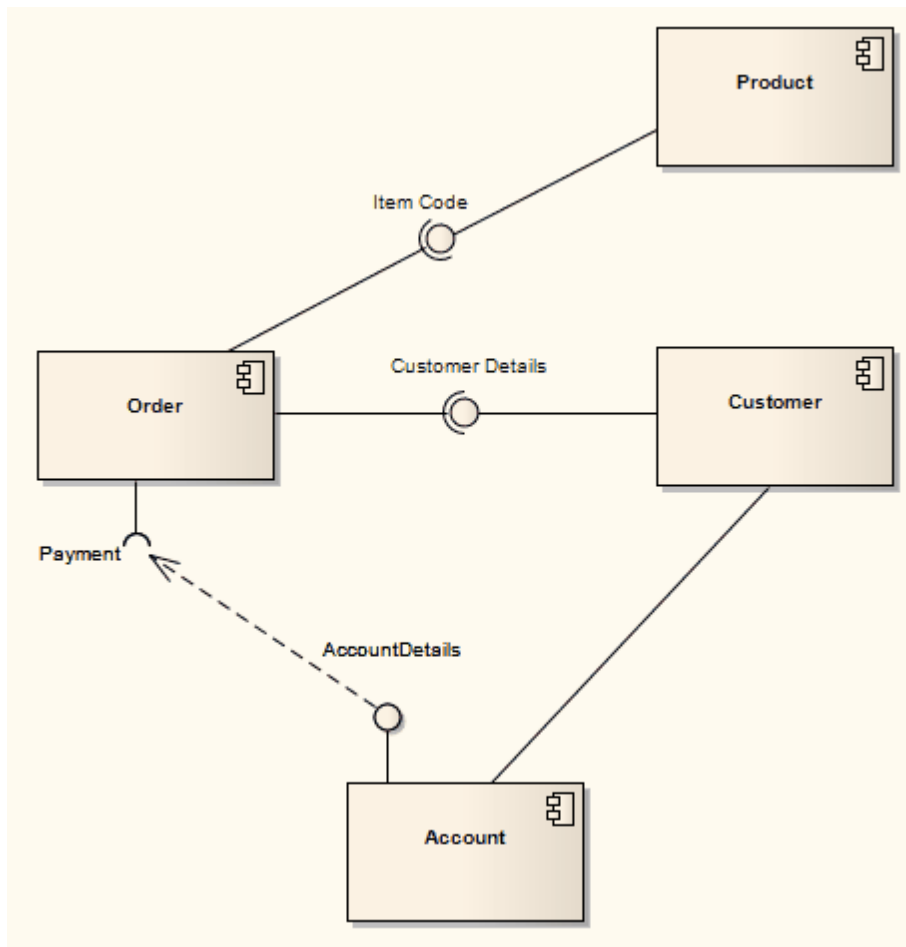 Product
Item Code
Customer Details
Order
Customer
Payment
AccountDetails
Account